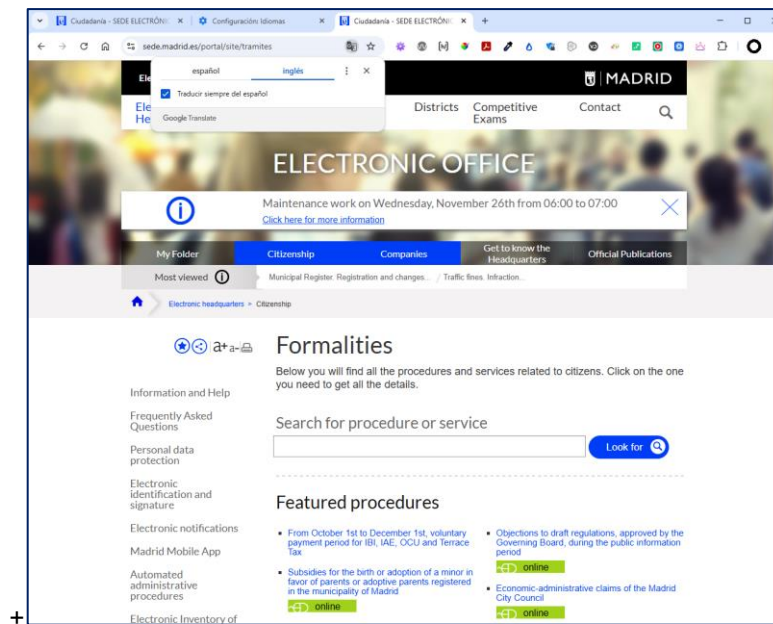 Ciudadanía - SEDE ELECTRÓNIC
Configuración: Idiomas
Ciudadanía - SEDE ELECTRÓNIC
sede.madrid.es/portal/site/tramites
español
inglés
Traducir siempre del español
Google Translate
Ele
MADRID
Ele
He
Districts
Competitive
Exams
Contact
ELECTRONIC OFFICE
Maintenance work on Wednesday, November 26th from 06:00 to 07:00
Click here for more information
My Folder
Citizenship
Companies
Get to know the
Headquarters
Official Publications
Most viewed
Municipal Register. Registration and changes... / Traffic fines. Infraction...
Electronic headquarters » Citizenship
a+ a-
Formalities
Below you will find all the procedures and services related to citizens. Click on the one
you need to get all the details.
Information and Help
Frequently Asked
Questions
Personal data
protection
Electronic
identification and
signature
Electronic notifications
Madrid Mobile App
Automated
administrative
procedures
Electronic Inventory of
Search for procedure or service
Look for
Featured procedures
From October 1st to December 1st, voluntary
payment period for IBI, IAE, OCU and Terrace
Tax
Subsidies for the birth or adoption of a minor in
favor of parents or adoptive parents registered
in the municipality of Madrid
online
Objections to draft regulations, approved by the
Governing Board, during the public information
period
online
Economic-administrative claims of the Madrid
City Council
online
+